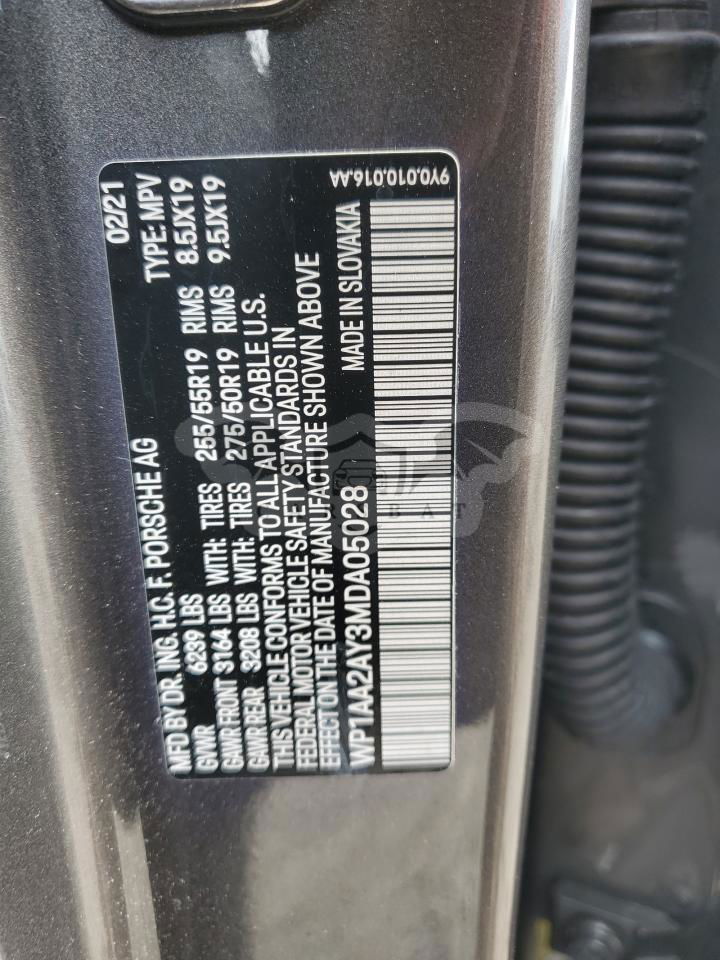 MFD BY DR. ING. H.C. F. PORSCHE AG 02/21
GVWR 6239 LBS TYPE: MPV
GAWR FRONT 3164 LBS WITH: TIRES 255/55R19 RIMS 8.5JX19
GAWR REAR 3208 LBS WITH: TIRES 275/50R19 RIMS 9.5JX19
THIS VEHICLE CONFORMS TO ALL APPLICABLE U.S.
FEDERAL MOTOR VEHICLE SAFETY STANDARDS IN
EFFECT ON THE DATE OF MANUFACTURE SHOWN ABOVE
WP1AA2AY3MDA05028 MADE IN SLOVAKIA
9Y0.010.016.AA